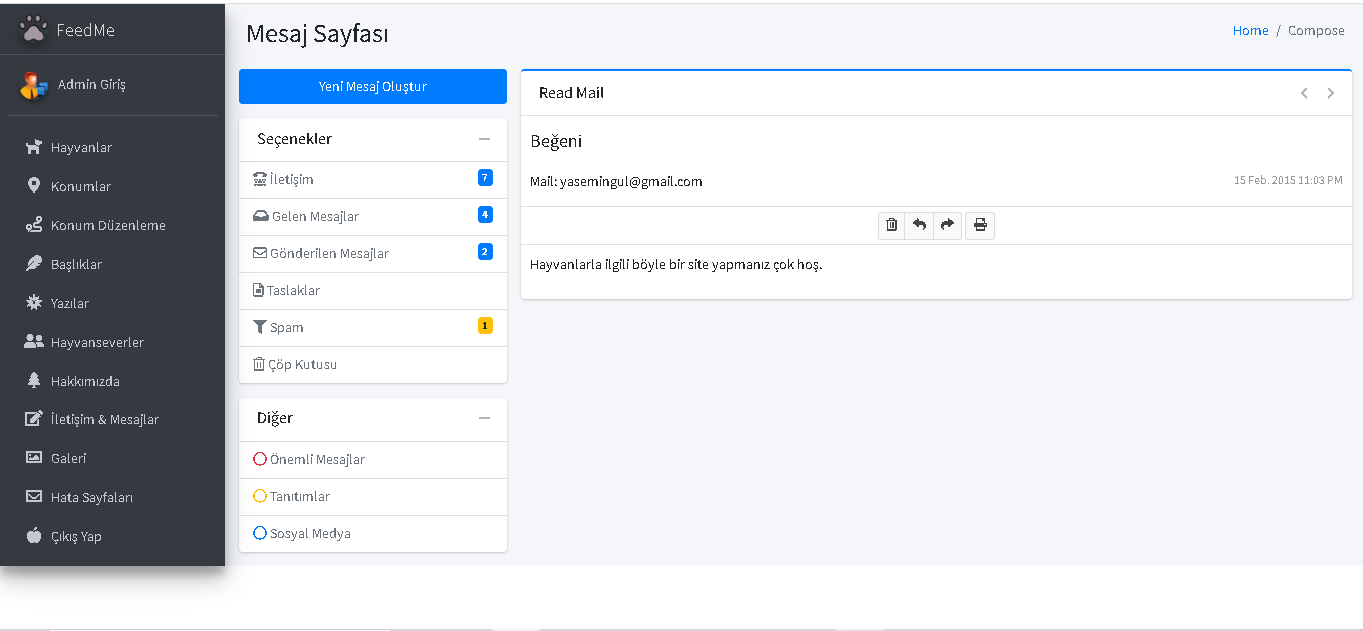 FeedMe
Admin Giriş
Hayvanlar
Konumlar
Konum Düzenleme
Başlıklar
Yazılar
Hayvanseverler
Hakkımızda
İletişim & Mesajlar
Galeri
Hata Sayfaları
Çıkış Yap
Mesaj Sayfası
Home / Compose
Yeni Mesaj Oluştur
Seçenekler
İletişim 7
Gelen Mesajlar 4
Gönderilen Mesajlar 2
Taslaklar
Spam 1
Çöp Kutusu
Diğer
Önemli Mesajlar
Tanıtımlar
Sosyal Medya
Read Mail
Beğeni
Mail: yasemingul@gmail.com 15 Feb. 2015 11:03 PM
Hayvanlarla ilgili böyle bir site yapmanız çok hoş.